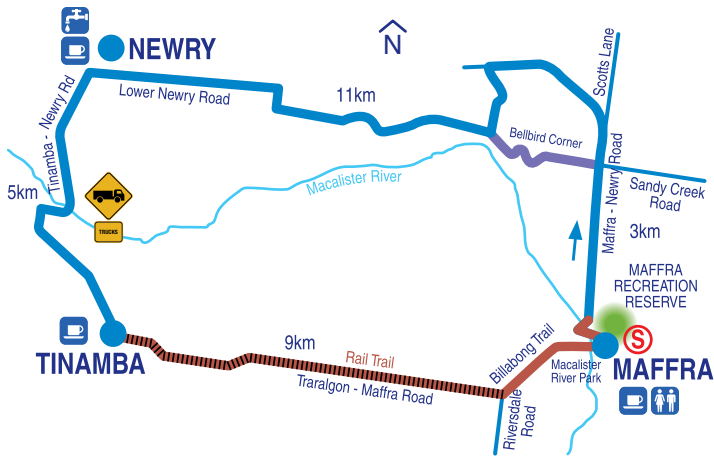 NEWRY
N
Scotts Lane
Lower Newry Road
11km
Tinamba - Newry Rd
Bellbird Corner
Macalister River
Sandy Creek
Road
5km
TRUCKS
Maffra - Newry Road
3km
MAFFRA
RECREATION
RESERVE
S
9km
Rail Trail
Traralgon - Maffra Road
TINAMBA
Billabong Trail
Macalister
River Park
MAFFRA
Riversdale
Road